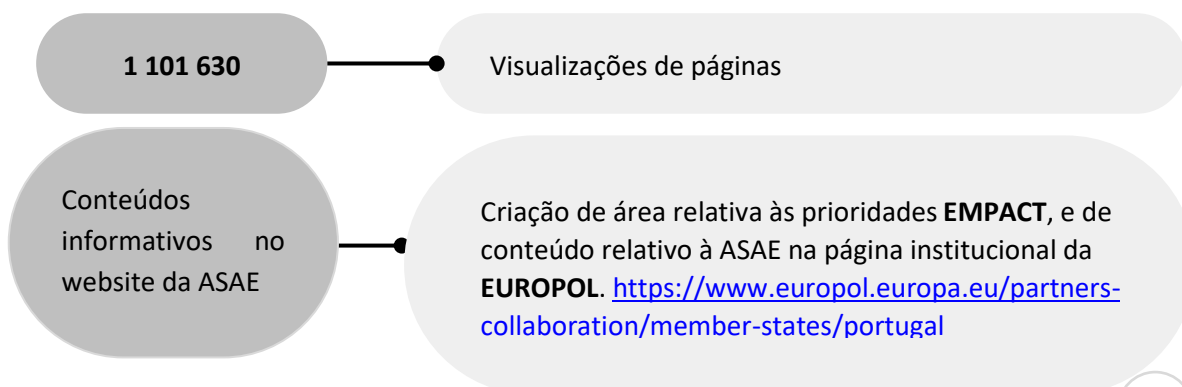 1 101 630
Visualizações de páginas
Conteúdos
informativos no
website da ASAE
Criação de área relativa às prioridades EMPACT, e de
conteúdo relativo à ASAE na página institucional da
EUROPOL. https://www.europol.europa.eu/partners-
collaboration/member-states/portugal